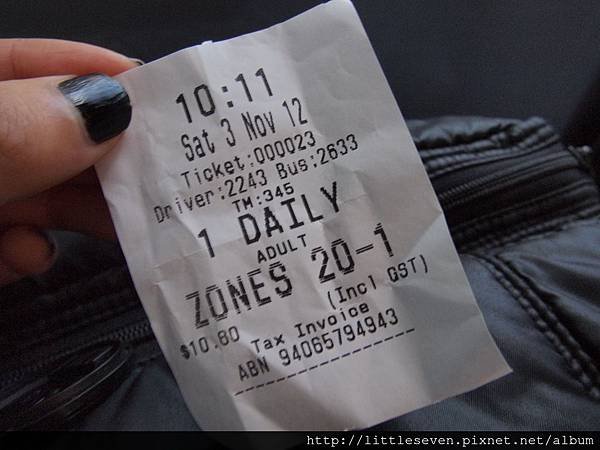 10:11
Sat 3 Nov 12
Ticket:000023
Driver:2243 Bus:2633
TM:345
1 DAILY
ADULT
ZONES 20-1
$10.80 (Incl GST)
Tax Invoice
ABN 94065794943
http://littleseven.pixnet.net/album